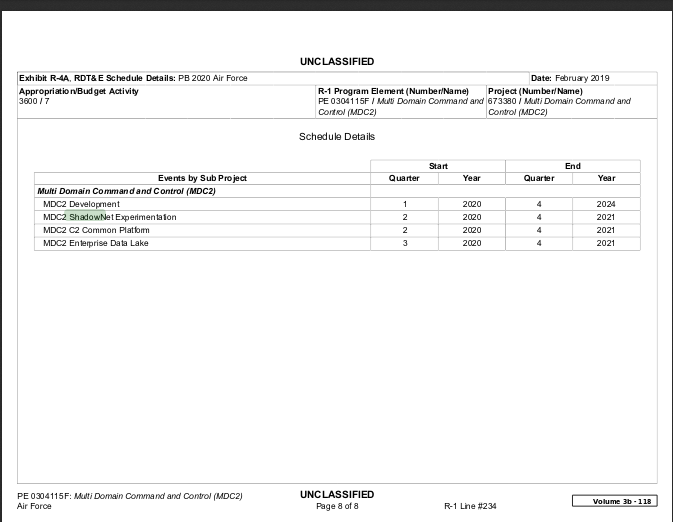 UNCLASSIFIED
Exhibit R-4A, RDT&E Schedule Details: PB 2020 Air Force Date: February 2019
Appropriation/Budget Activity R-1 Program Element (Number/Name) Project (Number/Name)
3600 / 7 PE 0304115F / Multi Domain Command and 673380 / Multi Domain Command and
Control (MDC2) Control (MDC2)
Schedule Details
Start End
Events by Sub Project Quarter Year Quarter Year
Multi Domain Command and Control (MDC2)
MDC2 Development 1 2020 4 2024
MDC2 ShadowNet Experimentation 2 2020 4 2021
MDC2 C2 Common Platform 2 2020 4 2021
MDC2 Enterprise Data Lake 3 2020 4 2021
PE 0304115F: Multi Domain Command and Control (MDC2) UNCLASSIFIED
Air Force Page 8 of 8 R-1 Line #234 Volume 3b - 118